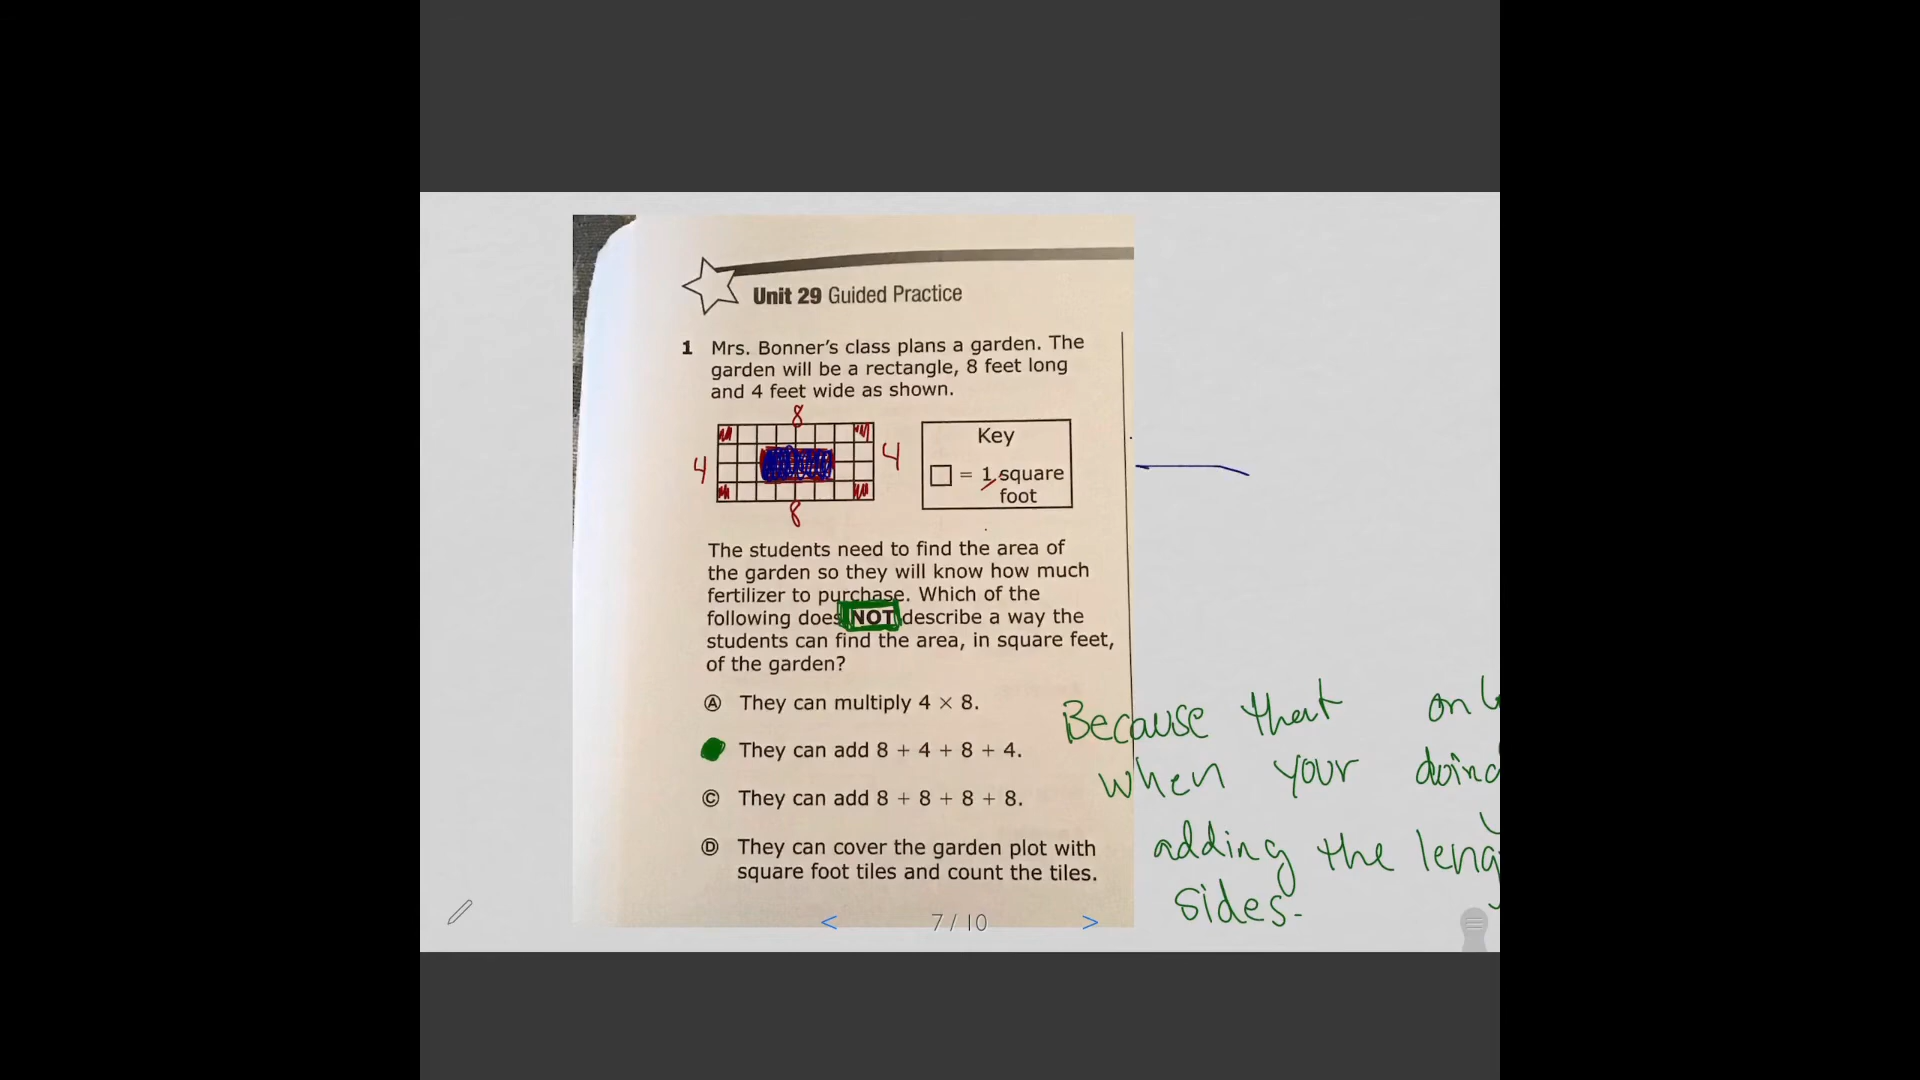 Unit 29 Guided Practice
1 Mrs. Bonner's class plans a garden. The
garden will be a rectangle, 8 feet long
and 4 feet wide as shown.
8
4
4
8
Key
= 1 square
foot
The students need to find the area of
the garden so they will know how much
fertilizer to purchase. Which of the
following does NOT describe a way the
students can find the area, in square feet,
of the garden?
A They can multiply 4 × 8.
They can add 8 + 4 + 8 + 4.
C They can add 8 + 8 + 8 + 8.
D They can cover the garden plot with
square foot tiles and count the tiles.
Because that
when your
adding the
sides.
< 7 / 10 >